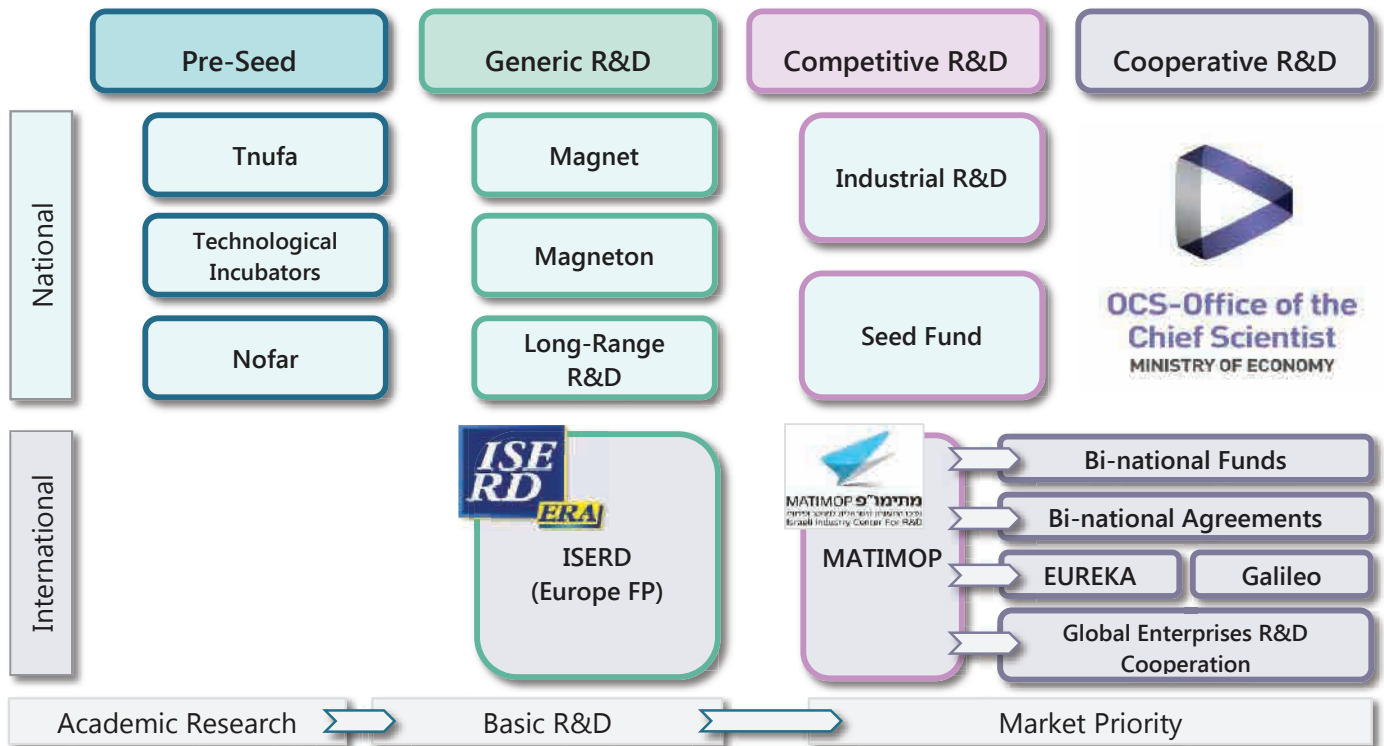 Pre-Seed
Generic R&D
Competitive R&D
Cooperative R&D
National
Tnufa
Magnet
Industrial R&D
Technological
Incubators
Magneton
Nofar
Long-Range
R&D
Seed Fund
OCS-Office of the
Chief Scientist
MINISTRY OF ECONOMY
International
ISE
RD
ERA
ISERD
(Europe FP)
MATIMOP מתימו"פ
Israeli Industry Center For R&D
MATIMOP
Bi-national Funds
Bi-national Agreements
EUREKA
Galileo
Global Enterprises R&D
Cooperation
Academic Research
Basic R&D
Market Priority